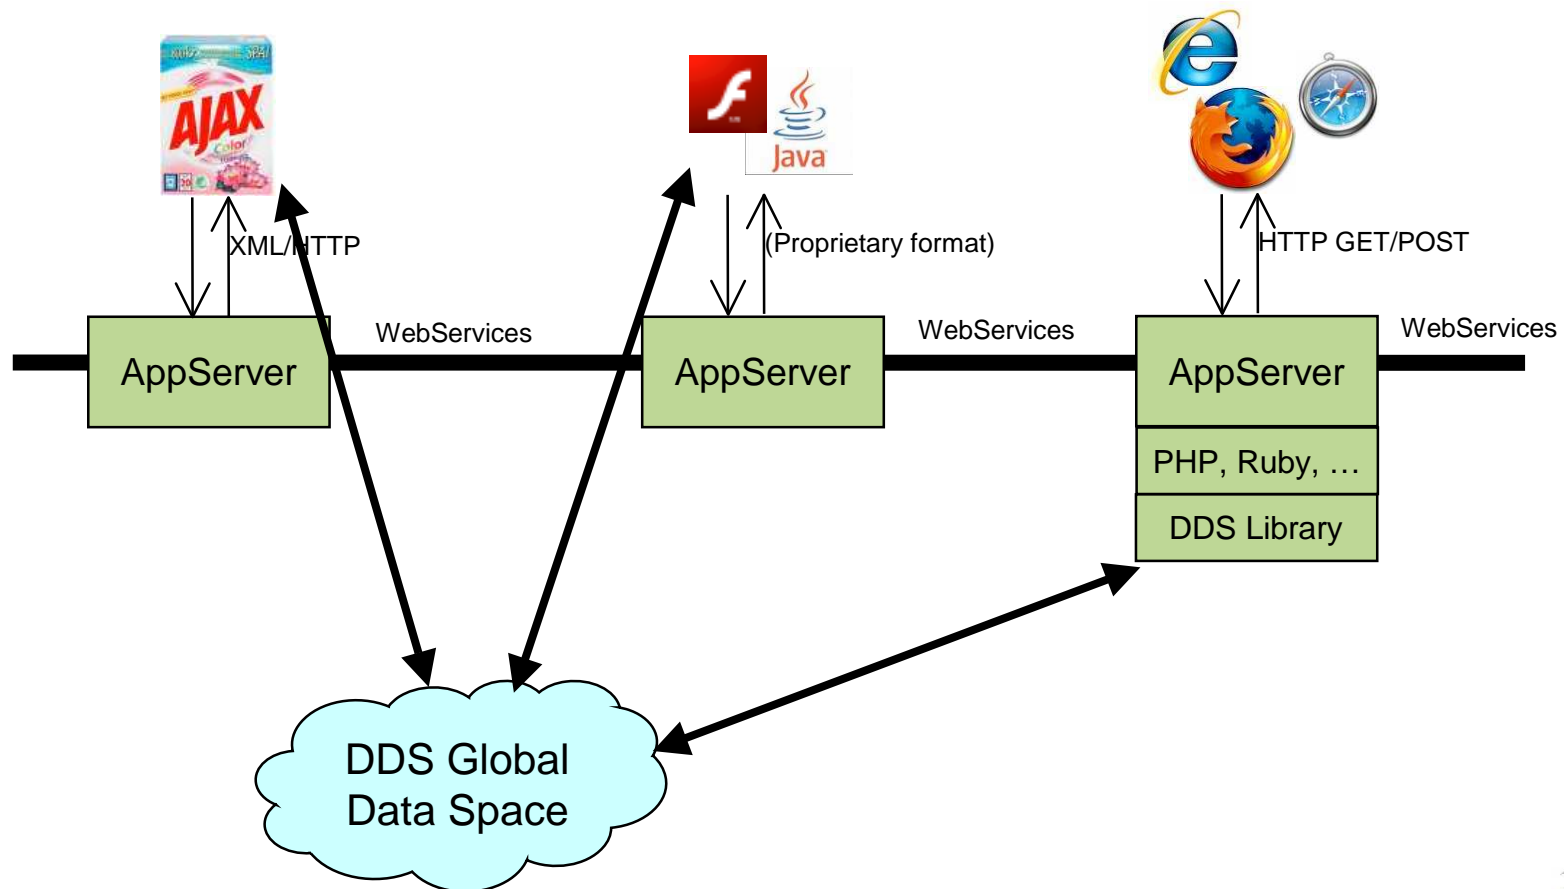 AJAX
Color
Java
XML/HTTP
(Proprietary format)
HTTP GET/POST
WebServices
WebServices
WebServices
AppServer
AppServer
AppServer
PHP, Ruby, …
DDS Library
DDS Global
Data Space